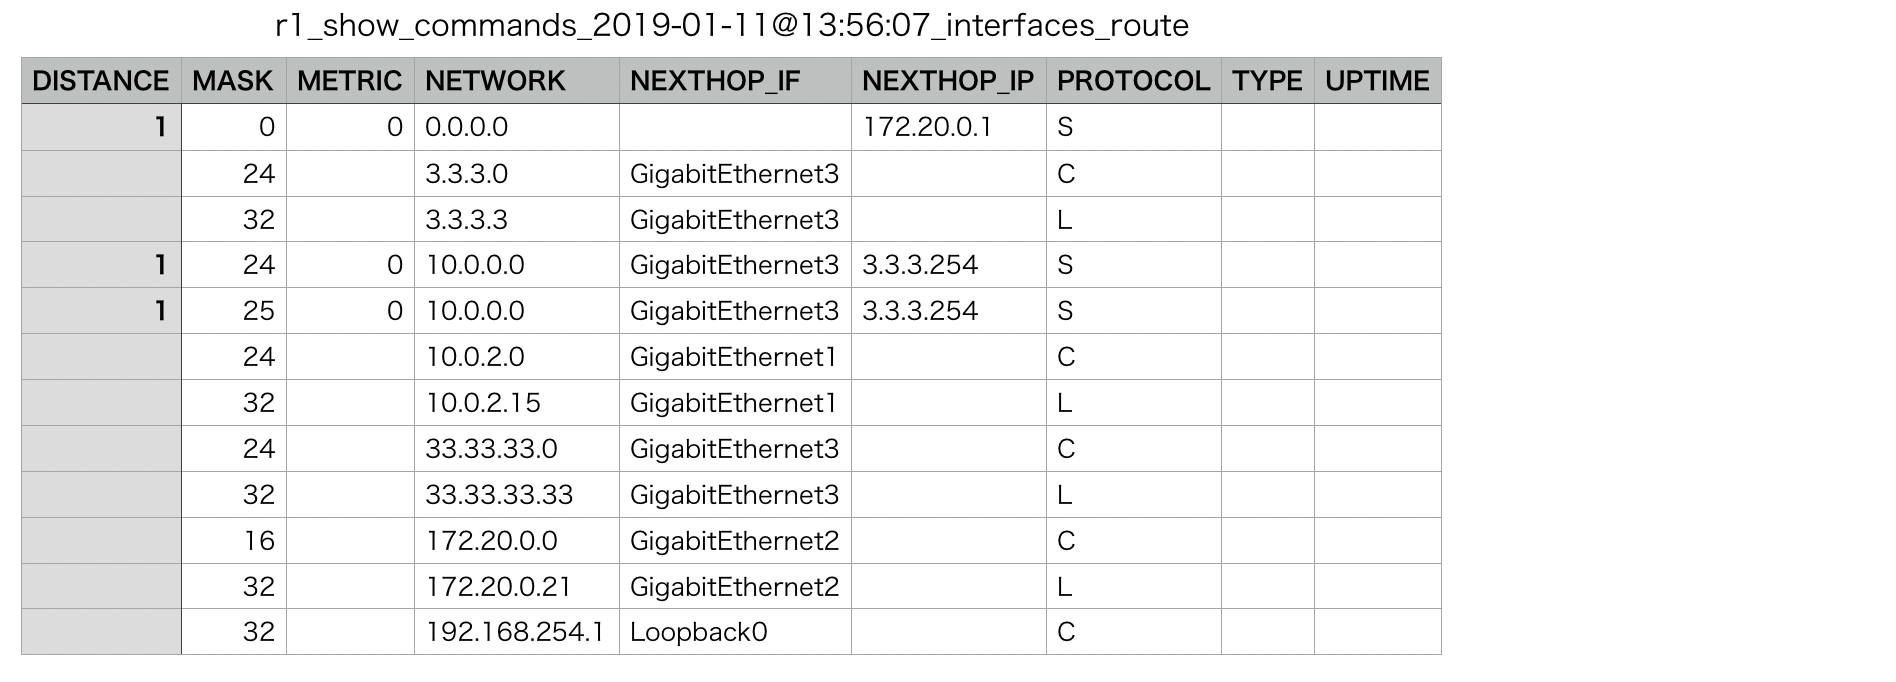 r1_show_commands_2019-01-11@13:56:07_interfaces_route
DISTANCE MASK METRIC NETWORK NEXTHOP_IF NEXTHOP_IP PROTOCOL TYPE UPTIME
1 0 0 0.0.0.0 172.20.0.1 S
24 3.3.3.0 GigabitEthernet3 C
32 3.3.3.3 GigabitEthernet3 L
1 24 0 10.0.0.0 GigabitEthernet3 3.3.3.254 S
1 25 0 10.0.0.0 GigabitEthernet3 3.3.3.254 S
24 10.0.2.0 GigabitEthernet1 C
32 10.0.2.15 GigabitEthernet1 L
24 33.33.33.0 GigabitEthernet3 C
32 33.33.33.33 GigabitEthernet3 L
16 172.20.0.0 GigabitEthernet2 C
32 172.20.0.21 GigabitEthernet2 L
32 192.168.254.1 Loopback0 C